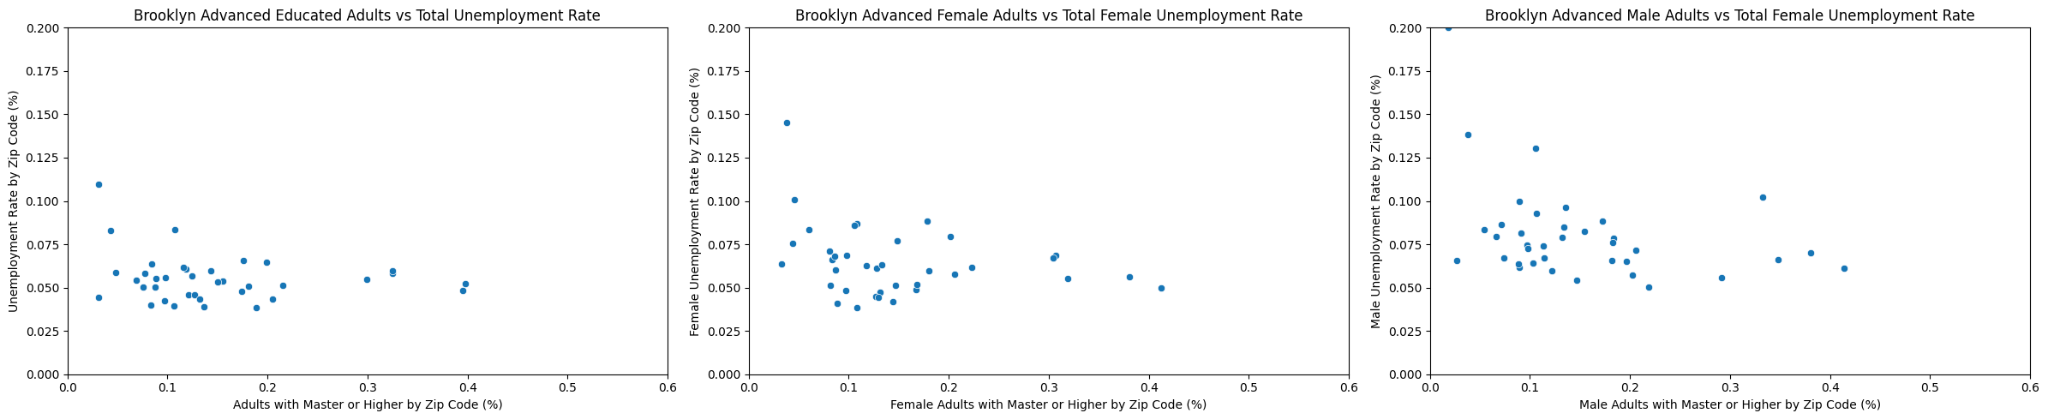 Brooklyn Advanced Educated Adults vs Total Unemployment Rate
Unemployment Rate by Zip Code (%)
0.200
0.175
0.150
0.125
0.100
0.075
0.050
0.025
0.000
0.0 0.1 0.2 0.3 0.4 0.5 0.6
Adults with Master or Higher by Zip Code (%)
Brooklyn Advanced Female Adults vs Total Female Unemployment Rate
Female Unemployment Rate by Zip Code (%)
0.200
0.175
0.150
0.125
0.100
0.075
0.050
0.025
0.000
0.0 0.1 0.2 0.3 0.4 0.5 0.6
Female Adults with Master or Higher by Zip Code (%)
Brooklyn Advanced Male Adults vs Total Female Unemployment Rate
Male Unemployment Rate by Zip Code (%)
0.200
0.175
0.150
0.125
0.100
0.075
0.050
0.025
0.000
0.0 0.1 0.2 0.3 0.4 0.5 0.6
Male Adults with Master or Higher by Zip Code (%)